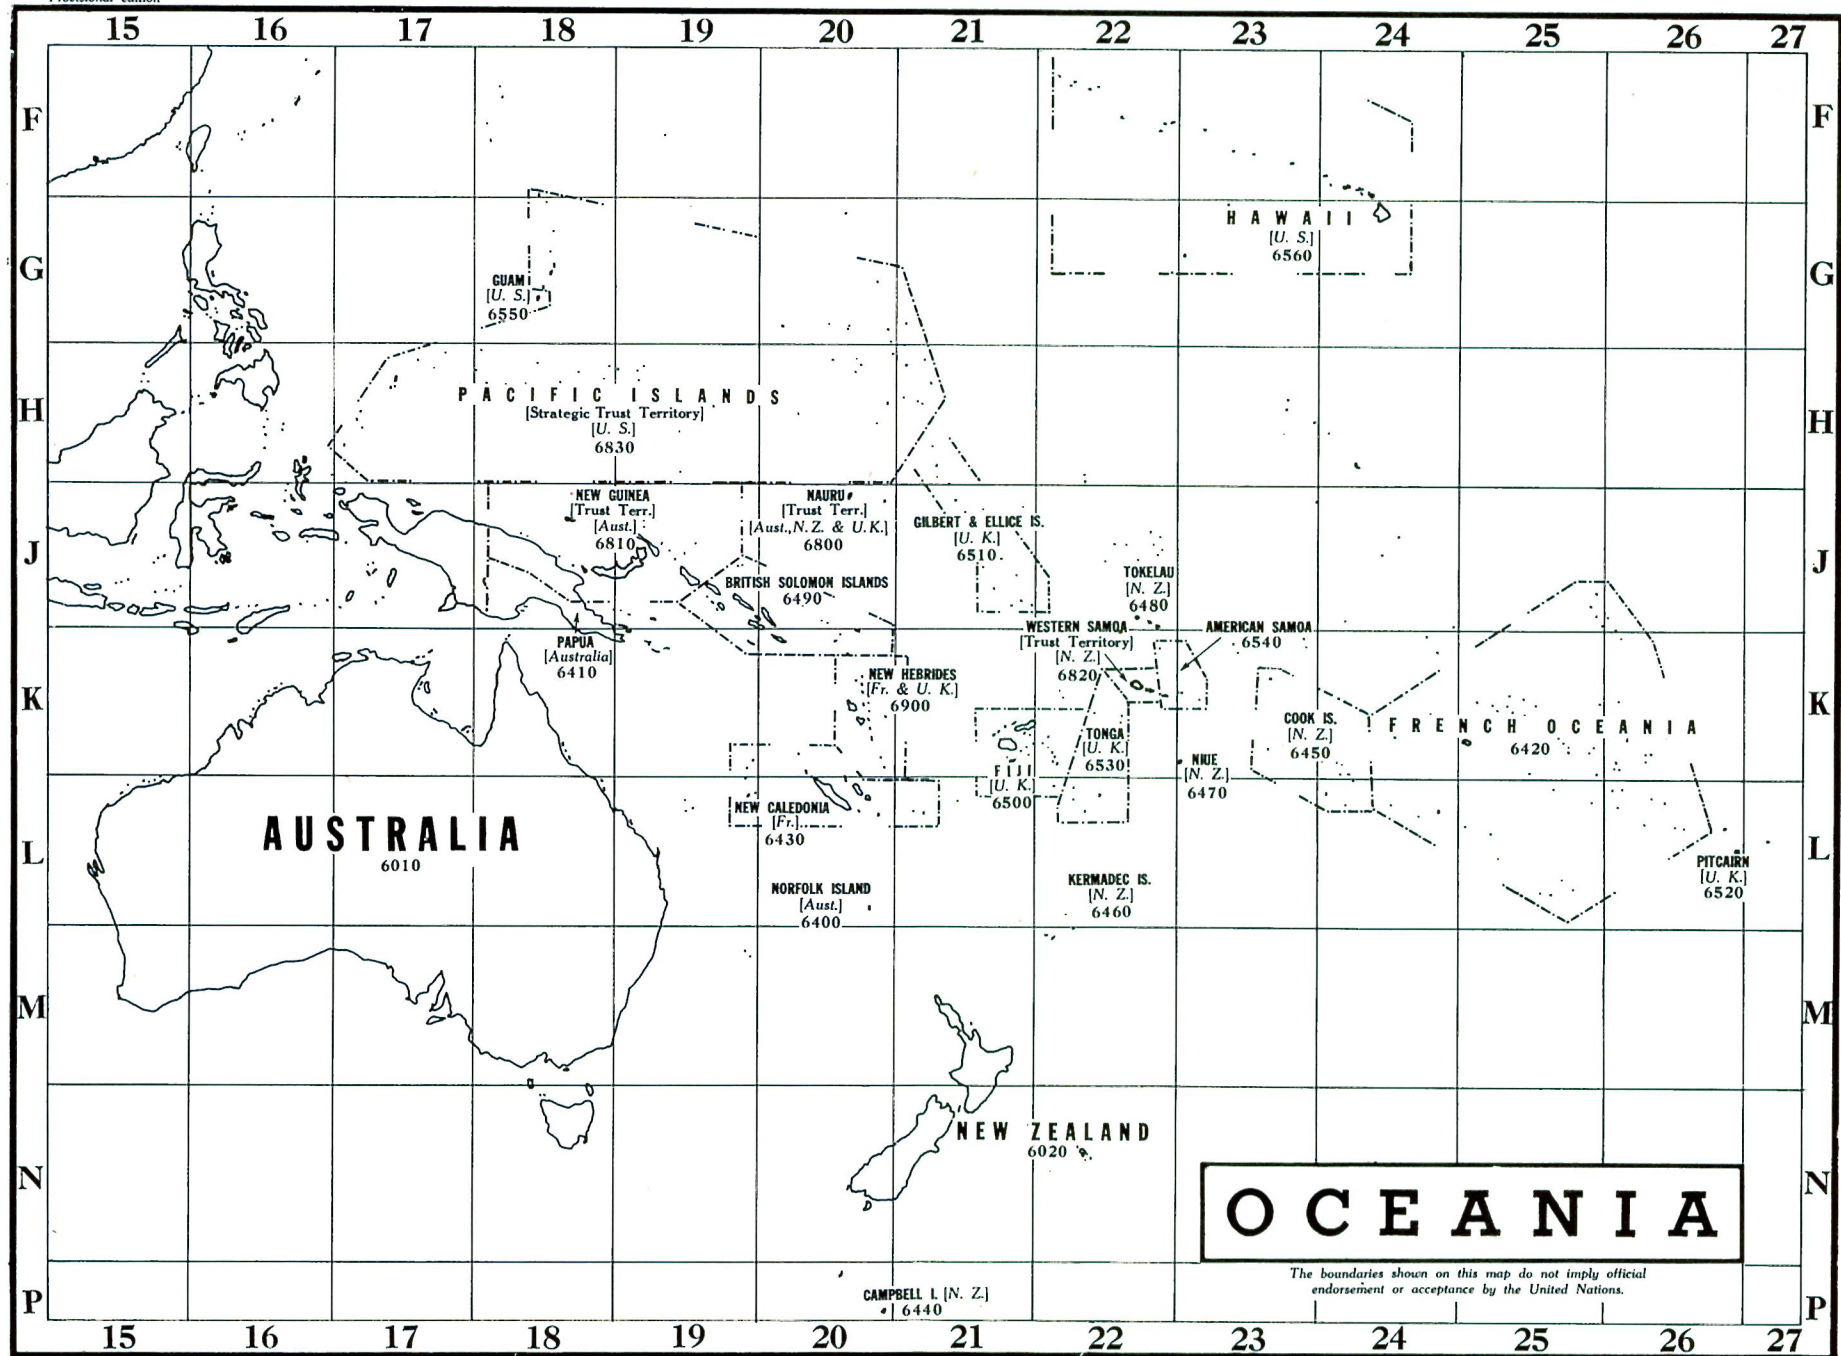 15 16 17 18 19 20 21 22 23 24 25 26 27
F F
HAWAII
[U. S.]
6560
G G
GUAM
[U. S.]
6550
PACIFIC ISLANDS
[Strategic Trust Territory]
[U. S.]
6830
H H
NEW GUINEA
[Trust Terr.]
[Aust.]
6810
NAURU
[Trust Terr.]
[Aust., N. Z. & U. K.]
6800
GILBERT & ELLICE IS.
[U. K.]
6510
J J
BRITISH SOLOMON ISLANDS
6490
TOKELAU
[N. Z.]
6480
PAPUA
[Australia]
6410
WESTERN SAMOA
[Trust Territory]
[N. Z.]
6820
AMERICAN SAMOA
6540
K K
NEW HEBRIDES
[Fr. & U. K.]
6900
TONGA
[U. K.]
6530
COOK IS.
[N. Z.]
6450
FRENCH OCEANIA
6420
FIJI
[U. K.]
6500
NIUE
[N. Z.]
6470
NEW CALEDONIA
[Fr.]
6430
AUSTRALIA
6010
L L
NORFOLK ISLAND
[Aust.]
6400
KERMADEC IS.
[N. Z.]
6460
PITCAIRN
[U. K.]
6520
M M
NEW ZEALAND
6020
N N
OCEANIA
The boundaries shown on this map do not imply official
endorsement or acceptance by the United Nations.
CAMPBELL I. [N. Z.]
6440
P P
15 16 17 18 19 20 21 22 23 24 25 26 27